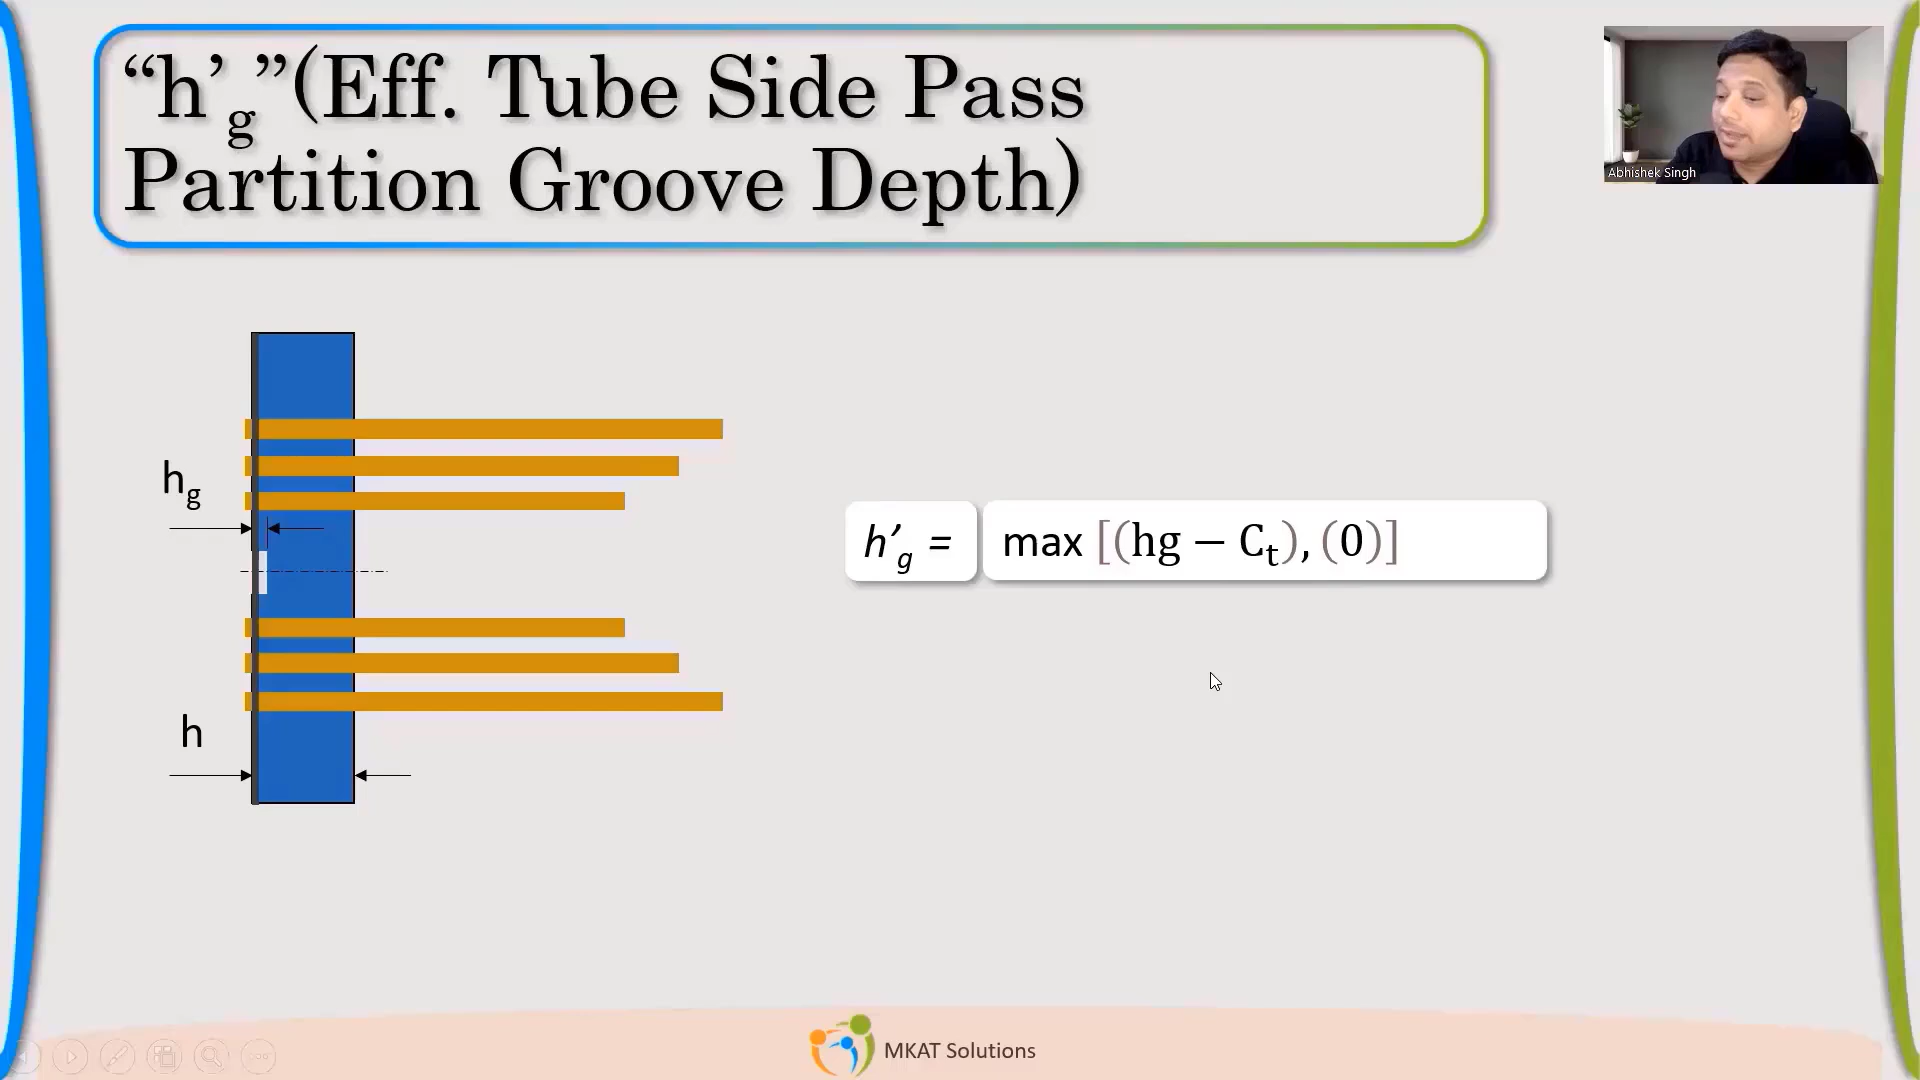 “h’g”(Eff. Tube Side Pass
Partition Groove Depth)
Abhishek Singh
hg
h’g =
max [(hg − Ct), (0)]
h
MKAT Solutions